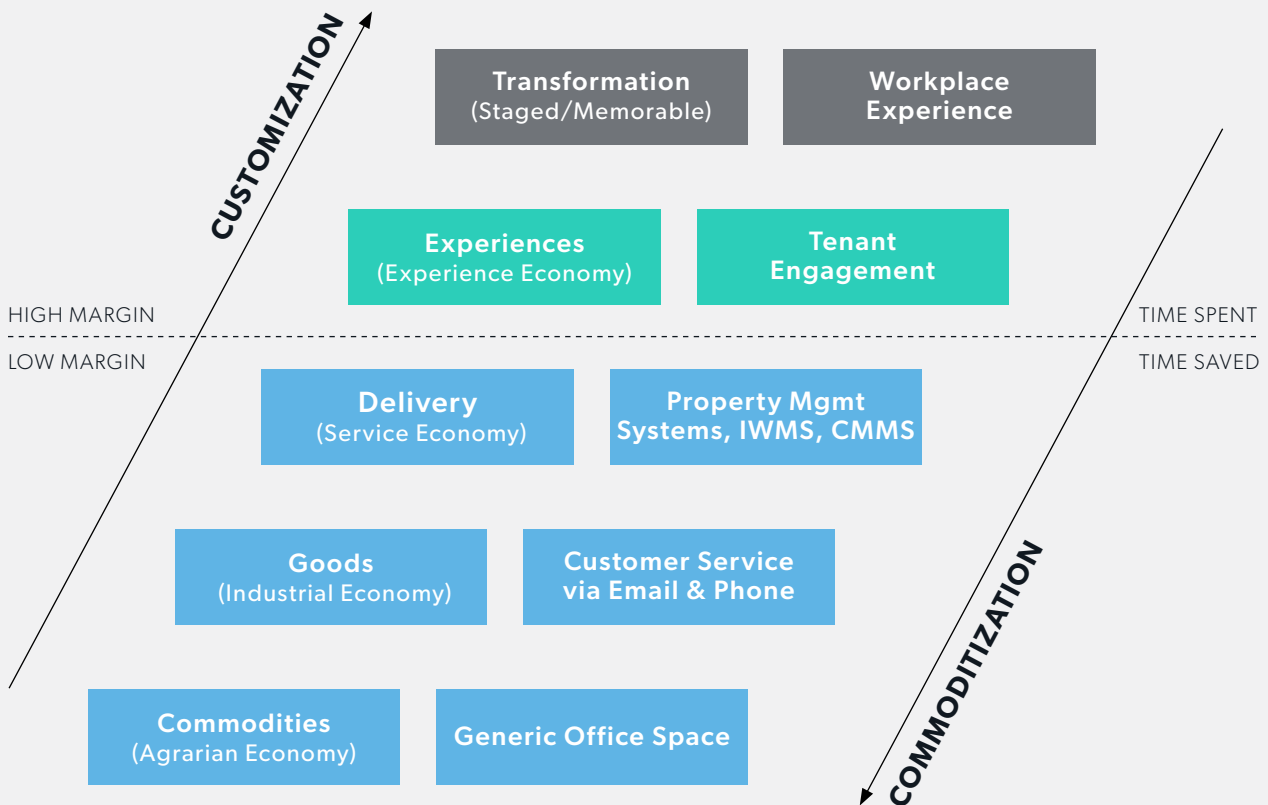 CUSTOMIZATION
Transformation
(Staged/Memorable)
Workplace
Experience
Experiences
(Experience Economy)
Tenant
Engagement
HIGH MARGIN
TIME SPENT
LOW MARGIN
TIME SAVED
Delivery
(Service Economy)
Property Mgmt
Systems, IWMS, CMMS
Goods
(Industrial Economy)
Customer Service
via Email & Phone
COMMODITIZATION
Commodities
(Agrarian Economy)
Generic Office Space